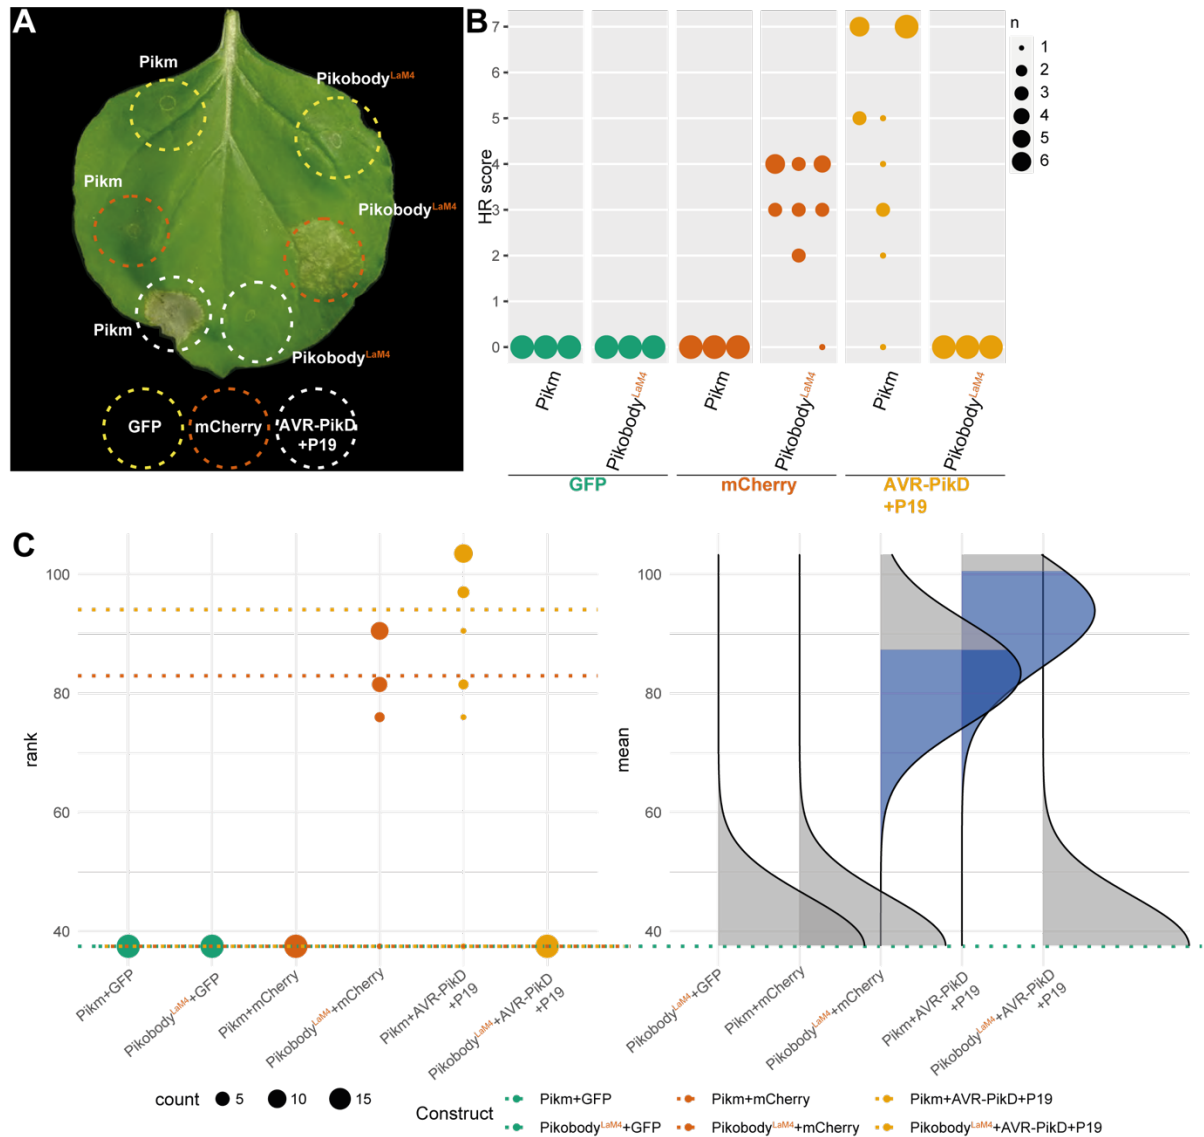 A
Pikm
Pikobody^LaM4
Pikm
Pikobody^LaM4
Pikm
Pikobody^LaM4
GFP
mCherry
AVR-PikD
+P19
B
HR score
7
6
5
4
3
2
1
0
Pikm
Pikobody^LaM4
Pikm
Pikobody^LaM4
Pikm
Pikobody^LaM4
GFP
mCherry
AVR-PikD
+P19
n
1
2
3
4
5
6
C
rank
100
80
60
40
Pikm+GFP
Pikobody^LaM4+GFP
Pikm+mCherry
Pikobody^LaM4+mCherry
Pikm+AVR-PikD
+P19
Pikobody^LaM4+AVR-PikD
+P19
mean
100
80
60
40
Pikobody^LaM4+GFP
Pikm+mCherry
Pikobody^LaM4+mCherry
Pikm+AVR-PikD
+P19
Pikobody^LaM4+AVR-PikD
+P19
count 5 10 15
Construct
Pikm+GFP
Pikm+mCherry
Pikm+AVR-PikD+P19
Pikobody^LaM4+GFP
Pikobody^LaM4+mCherry
Pikobody^LaM4+AVR-PikD+P19